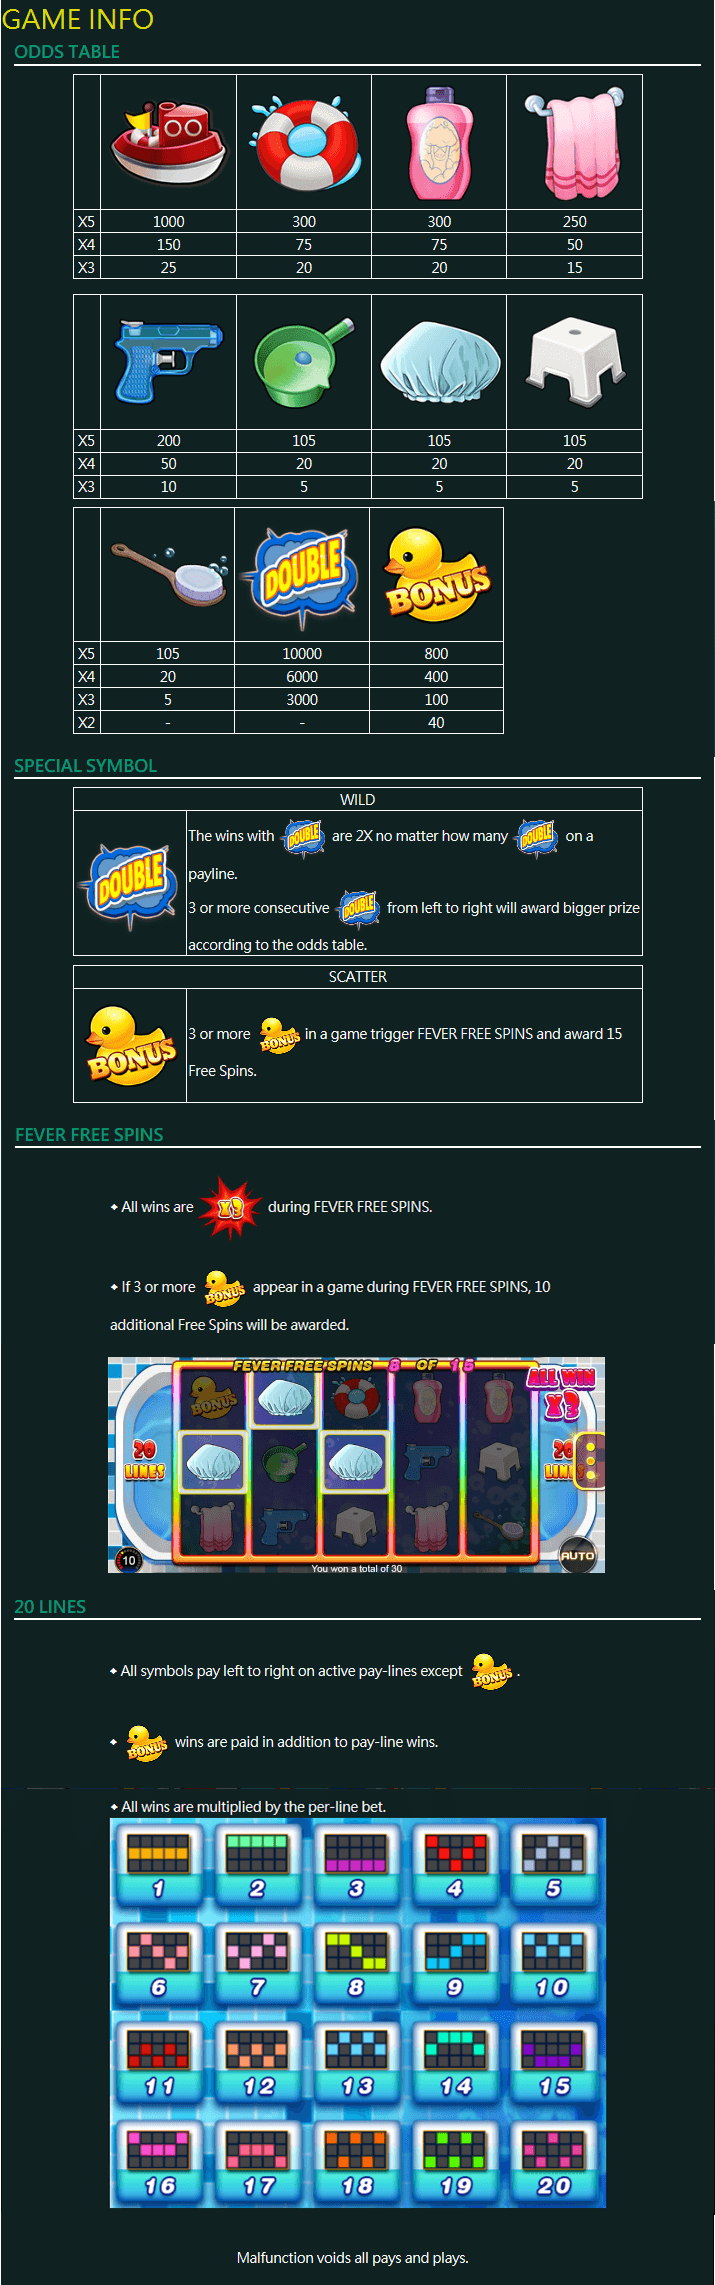 GAME INFO
ODDS TABLE
X5 1000 300 300 250
X4 150 75 75 50
X3 25 20 20 15
X5 200 105 105 105
X4 50 20 20 20
X3 10 5 5 5
DOUBLE BONUS
X5 105 10000 800
X4 20 6000 400
X3 5 3000 100
X2 - - 40
SPECIAL SYMBOL
WILD
DOUBLE
The wins with DOUBLE are 2X no matter how many DOUBLE on a
payline.
3 or more consecutive DOUBLE from left to right will award bigger prize
according to the odds table.
SCATTER
BONUS
3 or more BONUS in a game trigger FEVER FREE SPINS and award 15
Free Spins.
FEVER FREE SPINS
All wins are X3 during FEVER FREE SPINS.
If 3 or more BONUS appear in a game during FEVER FREE SPINS, 10
additional Free Spins will be awarded.
FEVER FREE SPINS 8 OF 15
ALL WIN
X3
BONUS
20 LINES
20 LINES
10
AUTO
You won a total of 30
20 LINES
All symbols pay left to right on active pay-lines except BONUS .
BONUS wins are paid in addition to pay-line wins.
All wins are multiplied by the per-line bet.
1 2 3 4 5
6 7 8 9 10
11 12 13 14 15
16 17 18 19 20
Malfunction voids all pays and plays.